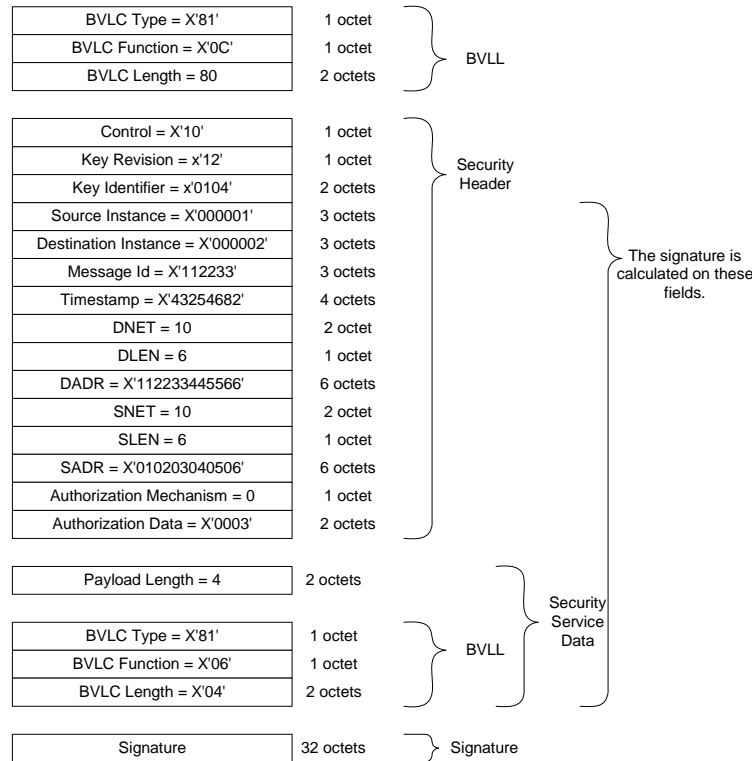 BVLC Type = X'81' 1 octet
BVLC Function = X'0C' 1 octet
BVLL
BVLC Length = 80 2 octets
Control = X'10' 1 octet
Key Revision = x'12' 1 octet
Security
Header
Key Identifier = x'0104' 2 octets
Source Instance = X'000001' 3 octets
Destination Instance = X'000002' 3 octets
The signature is
calculated on these
fields.
Message Id = X'112233' 3 octets
Timestamp = X'43254682' 4 octets
DNET = 10 2 octet
DLEN = 6 1 octet
DADR = X'112233445566' 6 octets
SNET = 10 2 octet
SLEN = 6 1 octet
SADR = X'010203040506' 6 octets
Authorization Mechanism = 0 1 octet
Authorization Data = X'0003' 2 octets
Payload Length = 4 2 octets
Security
Service
Data
BVLC Type = X'81' 1 octet
BVLC Function = X'06' 1 octet
BVLL
BVLC Length = X'04' 2 octets
Signature 32 octets Signature